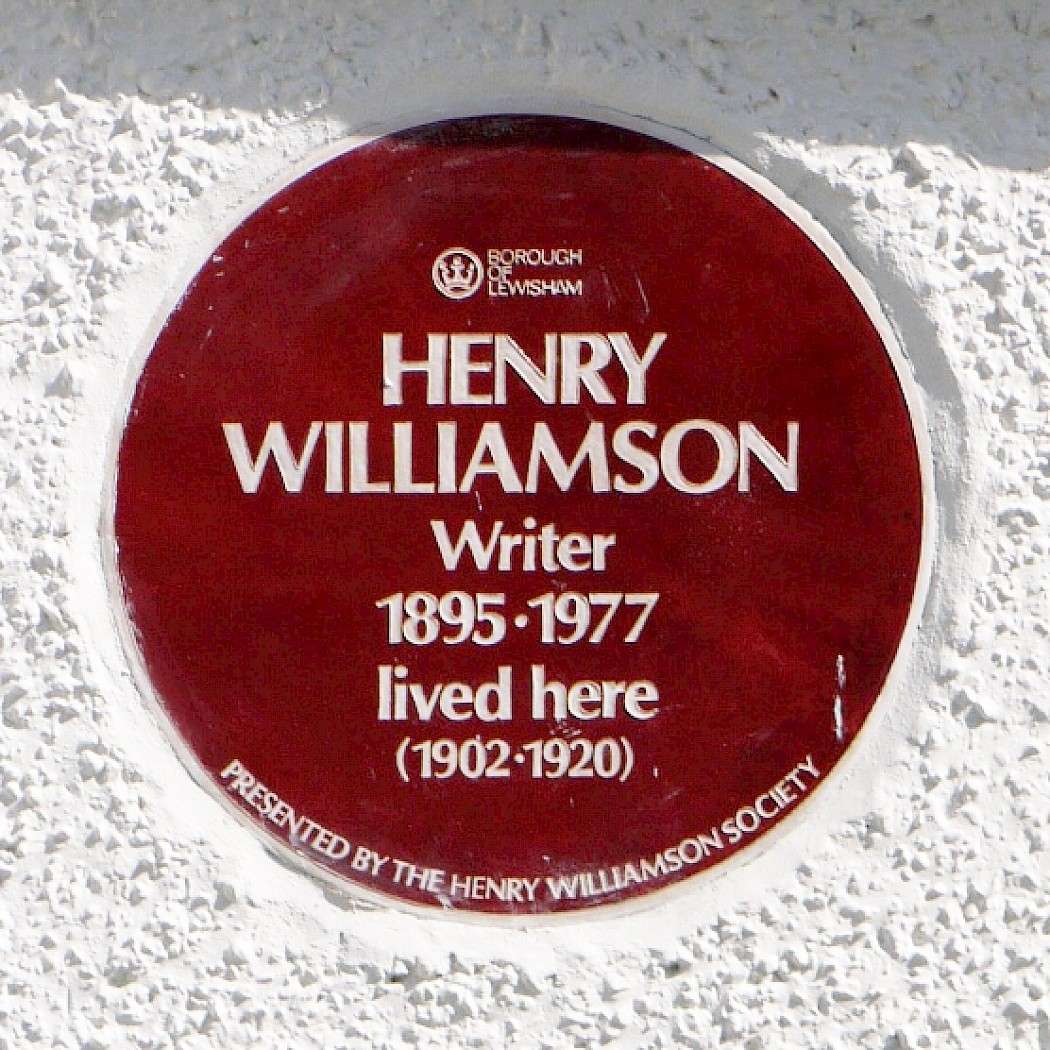 BOROUGH
OF
LEWISHAM
HENRY
WILLIAMSON
Writer
1895·1977
lived here
(1902·1920)
PRESENTED BY THE HENRY WILLIAMSON SOCIETY